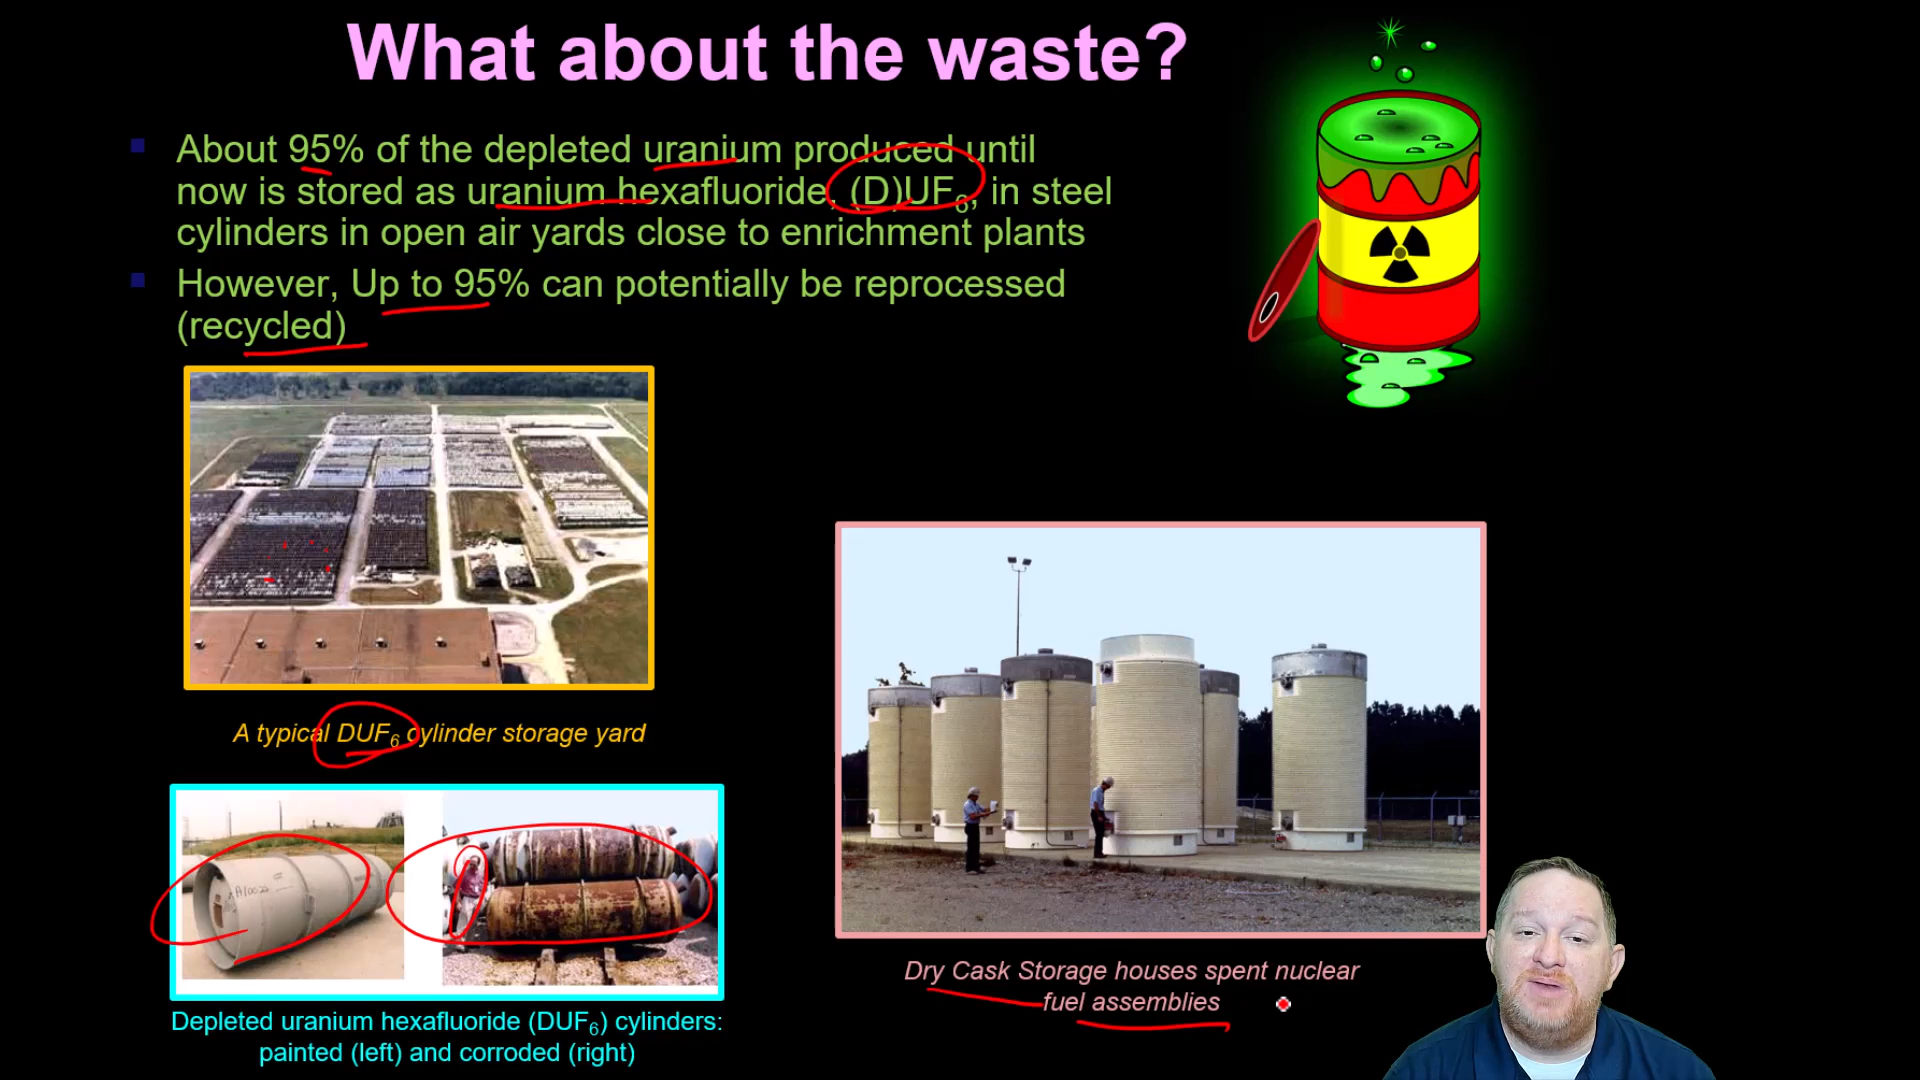 What about the waste?
About 95% of the depleted uranium produced until
now is stored as uranium hexafluoride, (D)UF₆, in steel
cylinders in open air yards close to enrichment plants
However, Up to 95% can potentially be reprocessed
(recycled)
A typical DUF₆ cylinder storage yard
Depleted uranium hexafluoride (DUF₆) cylinders:
painted (left) and corroded (right)
Dry Cask Storage houses spent nuclear
fuel assemblies